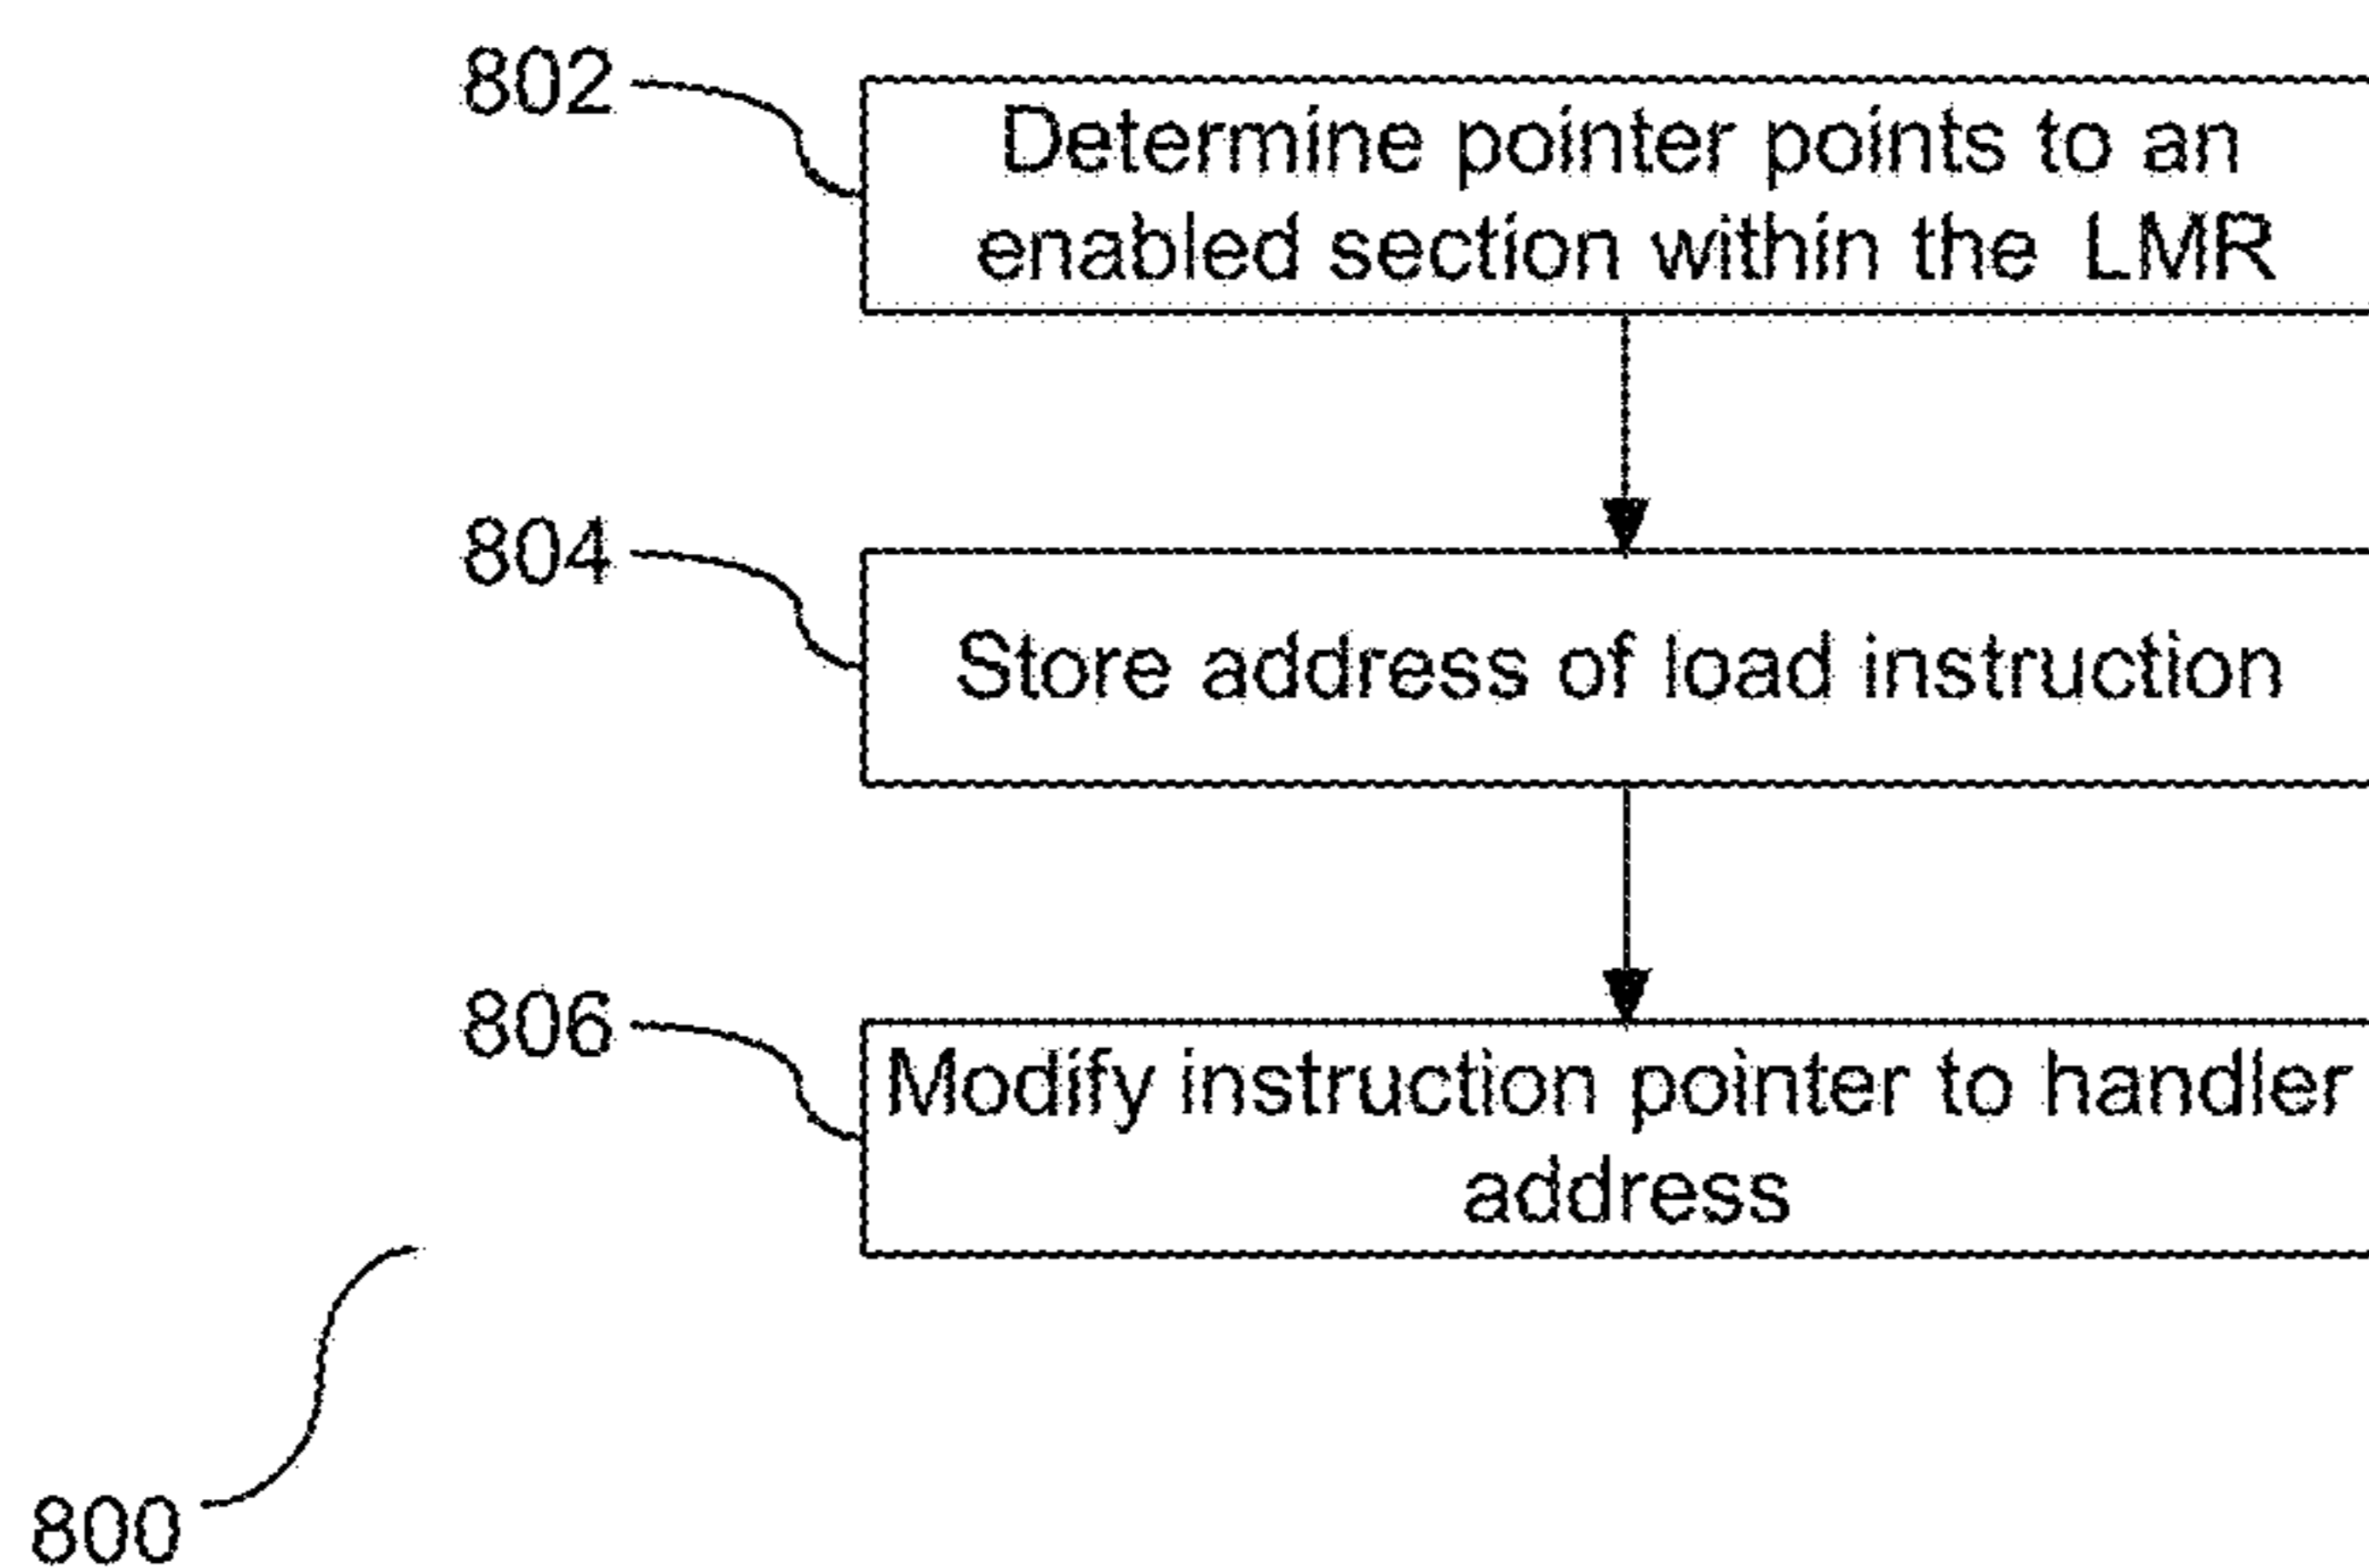 802
Determine pointer points to an
enabled section within the LMR
804
Store address of load instruction
806
Modify instruction pointer to handler
address
800